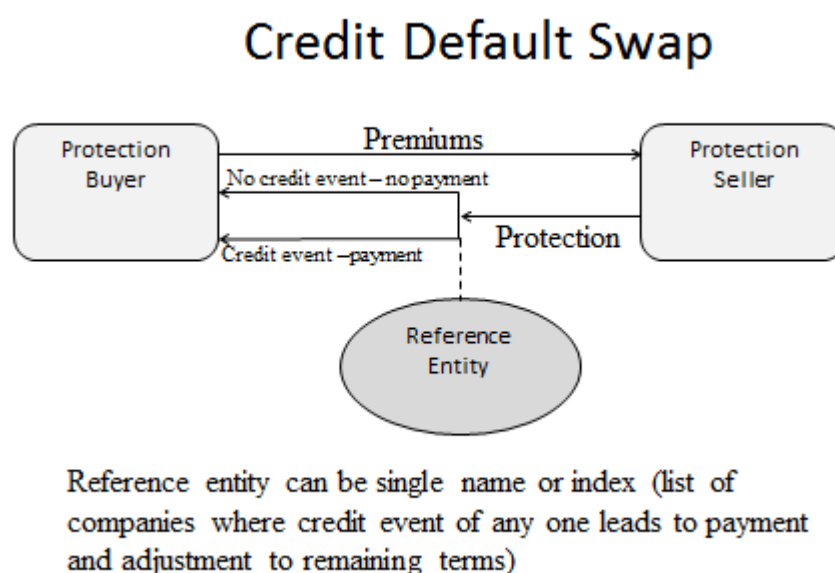 Credit Default Swap
Premiums
Protection
Buyer
Protection
Seller
No credit event – no payment
Protection
Credit event –payment
Reference
Entity
Reference entity can be single name or index (list of
companies where credit event of any one leads to payment
and adjustment to remaining terms)